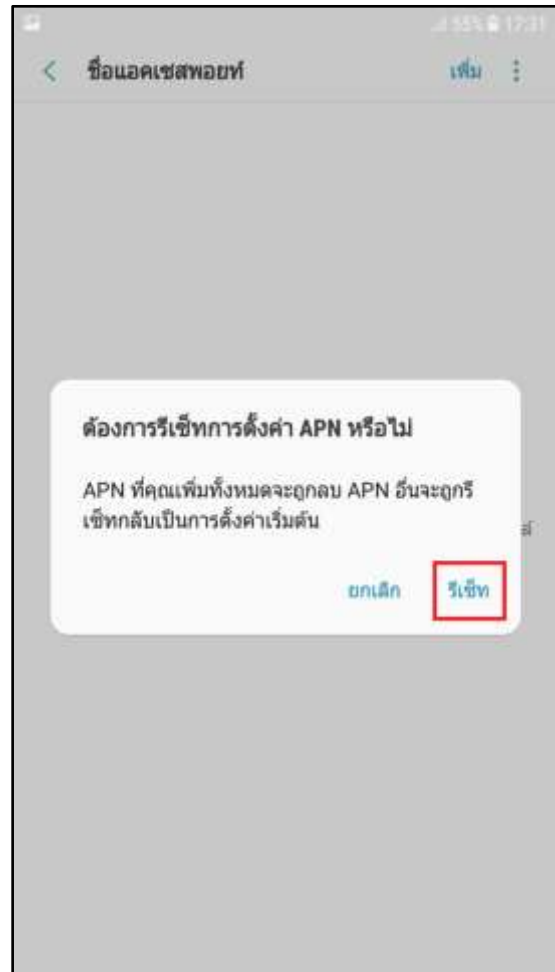 55% 17:31
ชื่อแอคเซสพอยท์ เพิ่ม
ต้องการรีเซ็ทการตั้งค่า APN หรือไม่
APN ที่คุณเพิ่มทั้งหมดจะถูกลบ APN อื่นจะถูกรี
เซ็ทกลับเป็นการตั้งค่าเริ่มต้น
ยกเลิก รีเซ็ท